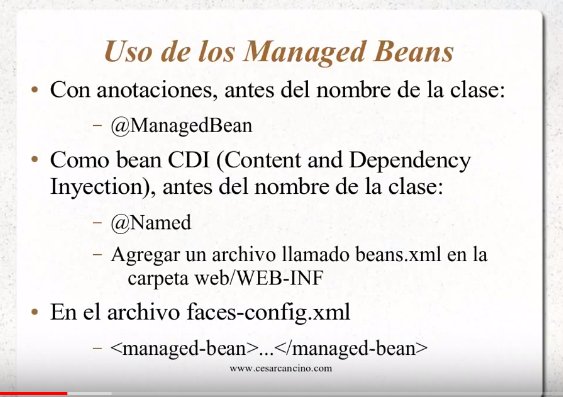 Uso de los Managed Beans
• Con anotaciones, antes del nombre de la clase:
– @ManagedBean
• Como bean CDI (Content and Dependency
Inyection), antes del nombre de la clase:
– @Named
– Agregar un archivo llamado beans.xml en la
carpeta web/WEB-INF
• En el archivo faces-config.xml
– <managed-bean>...</managed-bean>
www.cesarcancino.com